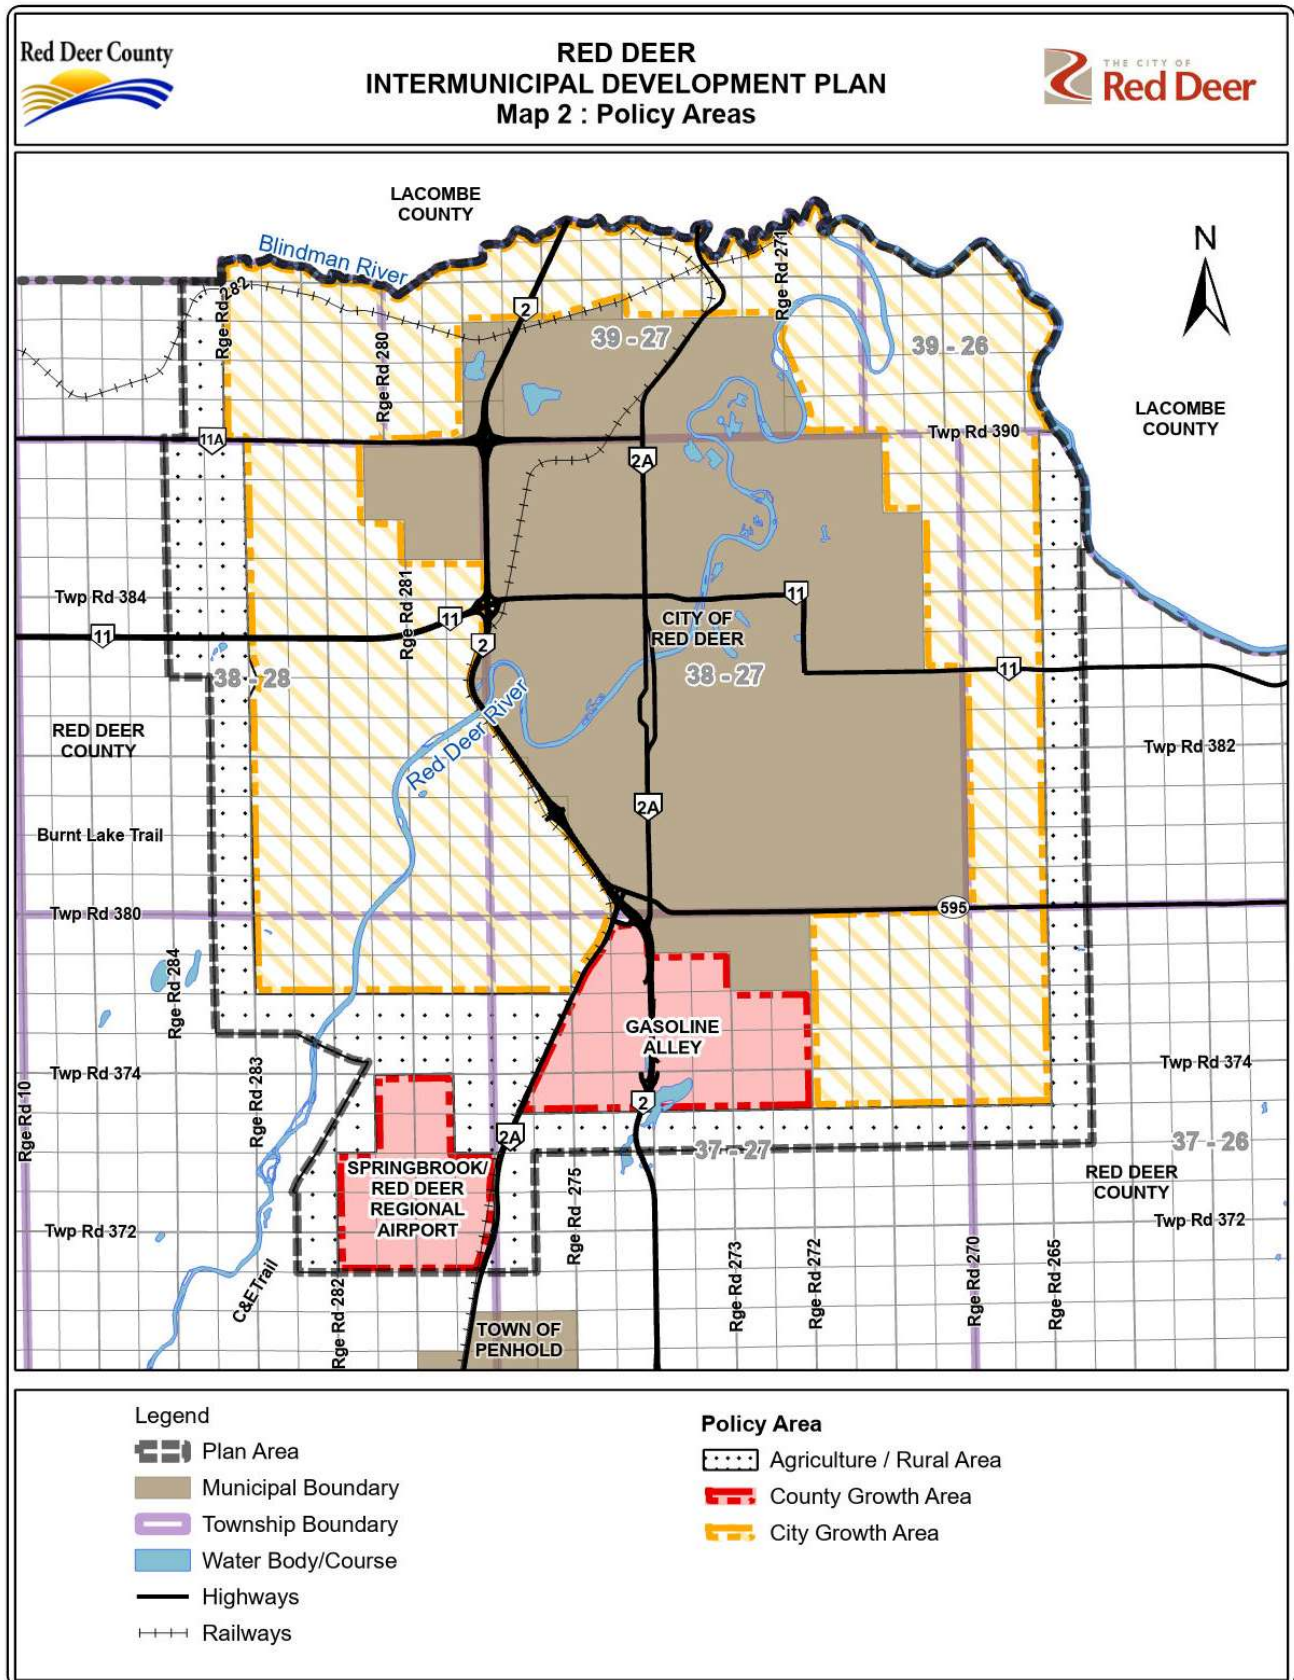 Red Deer County
RED DEER
INTERMUNICIPAL DEVELOPMENT PLAN
Map 2 : Policy Areas
THE CITY OF
Red Deer
LACOMBE
COUNTY
N
Blindman River
Rge Rd 271
Rge Rd 282
2
39 - 27
39 - 26
Rge Rd 280
LACOMBE
COUNTY
11A
Twp Rd 390
2A
Twp Rd 384
Rge Rd 281
11
11
11
CITY OF
RED DEER
2
38 - 28
38 - 27
11
Red Deer River
RED DEER
COUNTY
Twp Rd 382
2A
Burnt Lake Trail
Twp Rd 380
595
Rge Rd 284
GASOLINE
ALLEY
Twp Rd 374
Twp Rd 374
Rge Rd 10
Rge Rd 283
2
2A
37 - 27
37 - 26
SPRINGBROOK/
RED DEER
REGIONAL
AIRPORT
Rge Rd 275
RED DEER
COUNTY
Twp Rd 372
Twp Rd 372
C&E Trail
Rge Rd 282
Rge Rd 273
Rge Rd 272
Rge Rd 270
Rge Rd 265
TOWN OF
PENHOLD
Legend
Plan Area
Municipal Boundary
Township Boundary
Water Body/Course
Highways
Railways
Policy Area
Agriculture / Rural Area
County Growth Area
City Growth Area